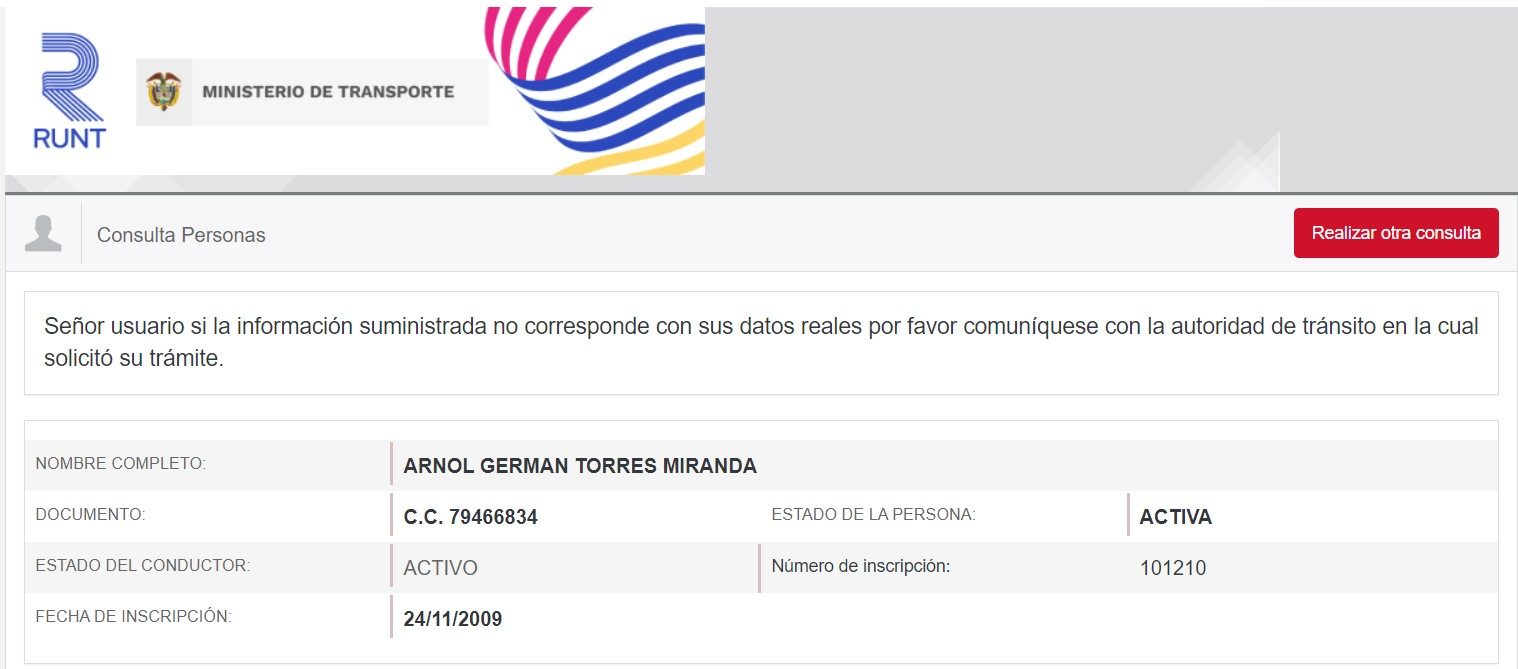 RUNT
MINISTERIO DE TRANSPORTE
Consulta Personas
Realizar otra consulta
Señor usuario si la información suministrada no corresponde con sus datos reales por favor comuníquese con la autoridad de tránsito en la cual
solicitó su trámite.
NOMBRE COMPLETO: ARNOL GERMAN TORRES MIRANDA
DOCUMENTO: C.C. 79466834 ESTADO DE LA PERSONA: ACTIVA
ESTADO DEL CONDUCTOR: ACTIVO Número de inscripción: 101210
FECHA DE INSCRIPCIÓN: 24/11/2009